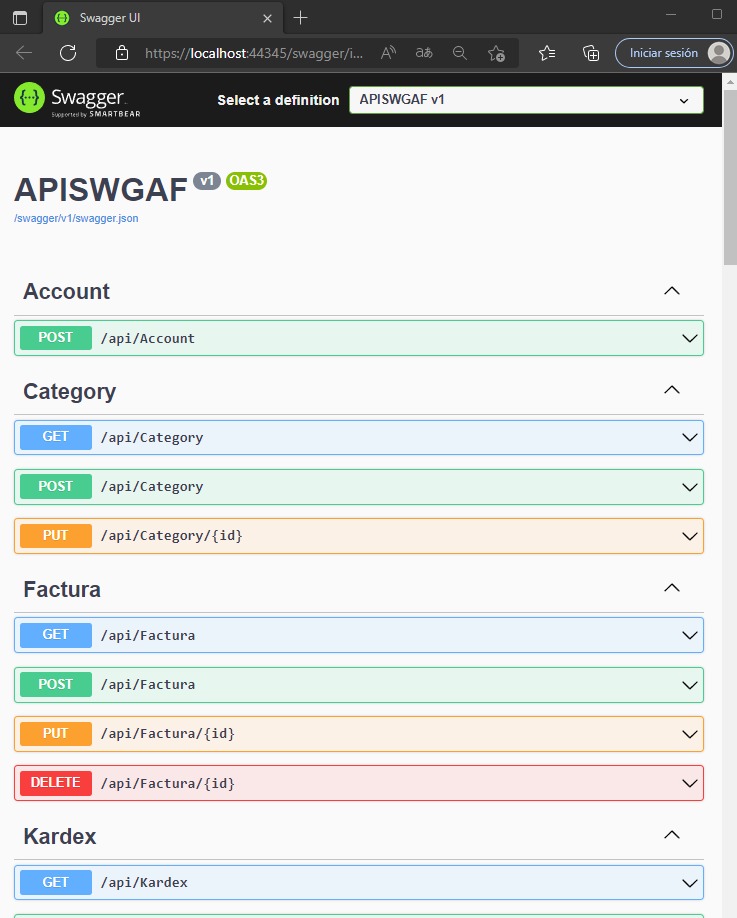 Swagger UI
https://localhost:44345/swagger/i...
Iniciar sesión
Swagger
Supported by SMARTBEAR
Select a definition
APISWGAF v1
APISWGAF v1 OAS3
/swagger/v1/swagger.json
Account
POST /api/Account
Category
GET /api/Category
POST /api/Category
PUT /api/Category/{id}
Factura
GET /api/Factura
POST /api/Factura
PUT /api/Factura/{id}
DELETE /api/Factura/{id}
Kardex
GET /api/Kardex